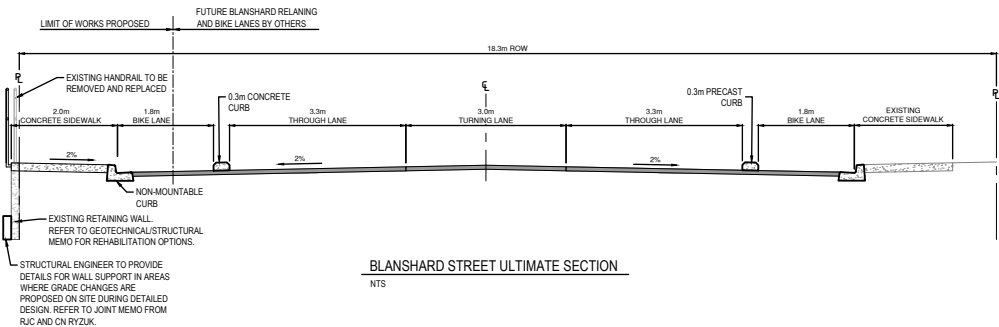 FUTURE BLANSHARD RELANING
AND BIKE LANES BY OTHERS
LIMIT OF WORKS PROPOSED
18.3m ROW
PL
EXISTING HANDRAIL TO BE
REMOVED AND REPLACED
CL
PL
0.3m CONCRETE
CURB
0.3m PRECAST
CURB
2.0m
CONCRETE SIDEWALK
1.8m
BIKE LANE
3.3m
THROUGH LANE
3.0m
TURNING LANE
3.3m
THROUGH LANE
1.8m
BIKE LANE
EXISTING
CONCRETE SIDEWALK
2%
2%
2%
NON-MOUNTABLE
CURB
EXISTING RETAINING WALL.
REFER TO GEOTECHNICAL/STRUCTURAL
MEMO FOR REHABILITATION OPTIONS.
STRUCTURAL ENGINEER TO PROVIDE
DETAILS FOR WALL SUPPORT IN AREAS
WHERE GRADE CHANGES ARE
PROPOSED ON SITE DURING DETAILED
DESIGN. REFER TO JOINT MEMO FROM
RJC AND CN RYZUK.
BLANSHARD STREET ULTIMATE SECTION
NTS